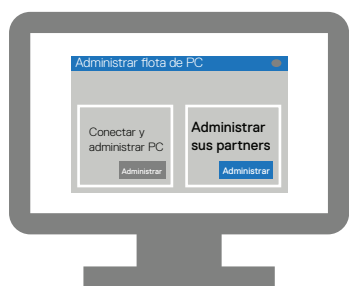 Administrar flota de PC
Conectar y
administrar PC
Administrar
Administrar
sus partners
Administrar